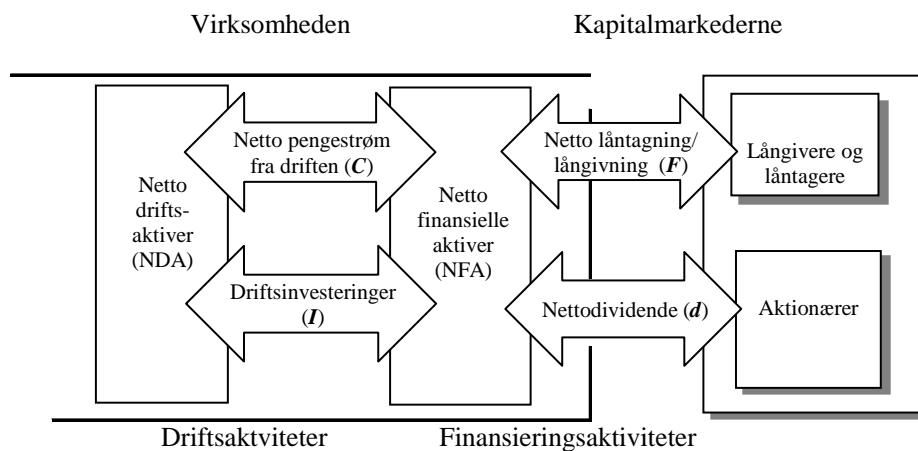 Virksomheden
Kapitalmarkederne
Netto
drifts-
aktiver
(NDA)
Netto pengestrøm
fra driften (C)
Driftsinvesteringer
(I)
Netto
finansielle
aktiver
(NFA)
Netto låntagning/
långivning (F)
Nettodividende (d)
Långivere og
låntagere
Aktionærer
Driftsaktviteter
Finansieringsaktiviteter